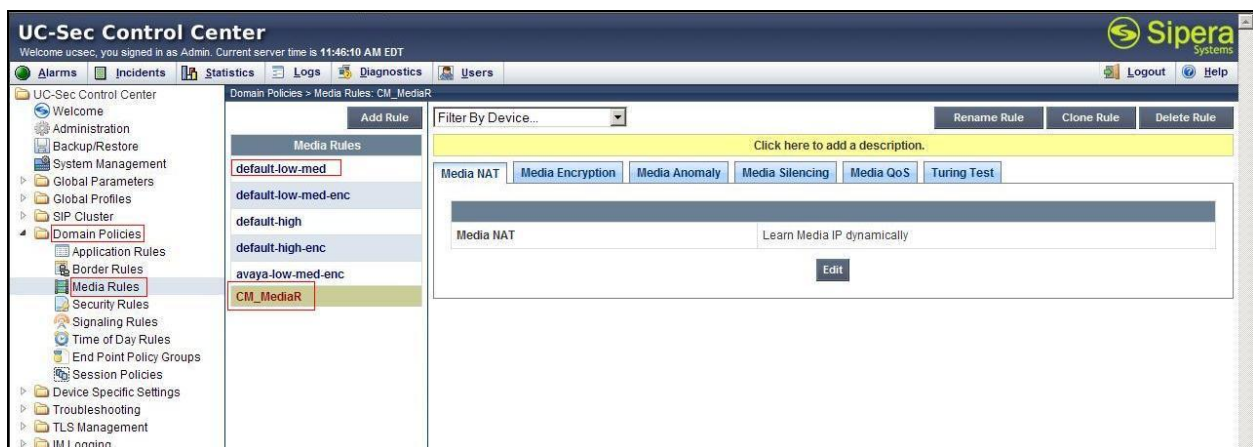 UC-Sec Control Center
Welcome ucsec, you signed in as Admin. Current server time is 11:46:10 AM EDT
Sipera
Systems
Alarms Incidents Statistics Logs Diagnostics Users Logout Help
UC-Sec Control Center
Welcome
Administration
Backup/Restore
System Management
Global Parameters
Global Profiles
SIP Cluster
Domain Policies
Application Rules
Border Rules
Media Rules
Security Rules
Signaling Rules
Time of Day Rules
End Point Policy Groups
Session Policies
Device Specific Settings
Troubleshooting
TLS Management
IM Logging
Domain Policies > Media Rules: CM_MediaR
Add Rule
Media Rules
default-low-med
default-low-med-enc
default-high
default-high-enc
avaya-low-med-enc
CM_MediaR
Filter By Device...
Rename Rule Clone Rule Delete Rule
Click here to add a description.
Media NAT Media Encryption Media Anomaly Media Silencing Media QoS Turing Test
Media NAT Learn Media IP dynamically
Edit